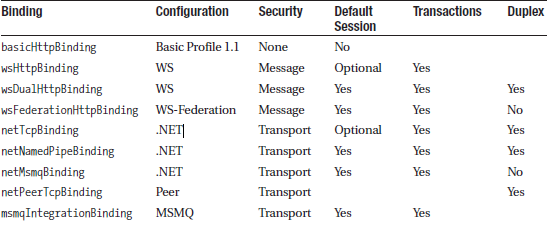 Binding Configuration Security Default Session Transactions Duplex
basicHttpBinding Basic Profile 1.1 None No
wsHttpBinding WS Message Optional Yes
wsDualHttpBinding WS Message Yes Yes Yes
wsFederationHttpBinding WS-Federation Message Yes Yes No
netTcpBinding .NET Transport Optional Yes Yes
netNamedPipeBinding .NET Transport Yes Yes Yes
netMsmqBinding .NET Transport Yes Yes No
netPeerTcpBinding Peer Transport Yes
msmqIntegrationBinding MSMQ Transport Yes Yes